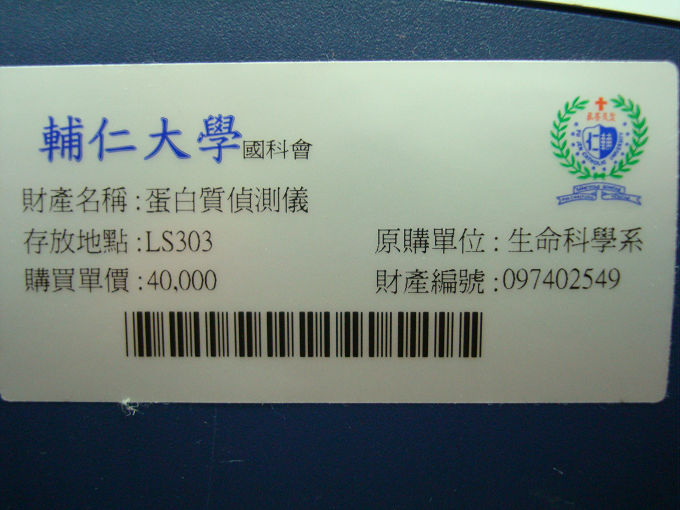 輔仁大學國科會
財產名稱:蛋白質偵測儀
存放地點:LS303 原購單位:生命科學系
購買單價:40,000 財產編號:097402549